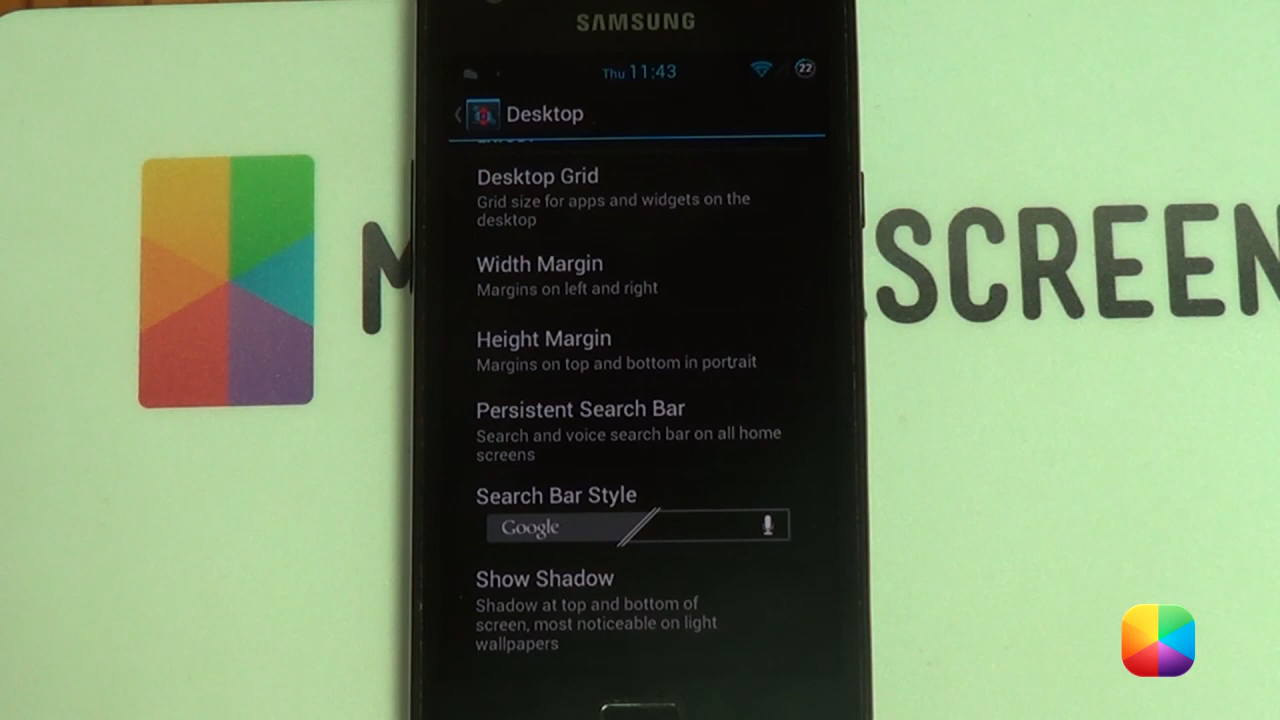 SAMSUNG
Thu 11:43
22
Desktop
Desktop Grid
Grid size for apps and widgets on the
desktop
Width Margin
Margins on left and right
Height Margin
Margins on top and bottom in portrait
Persistent Search Bar
Search and voice search bar on all home
screens
Search Bar Style
Google
Show Shadow
Shadow at top and bottom of
screen, most noticeable on light
wallpapers
M
SCREEN